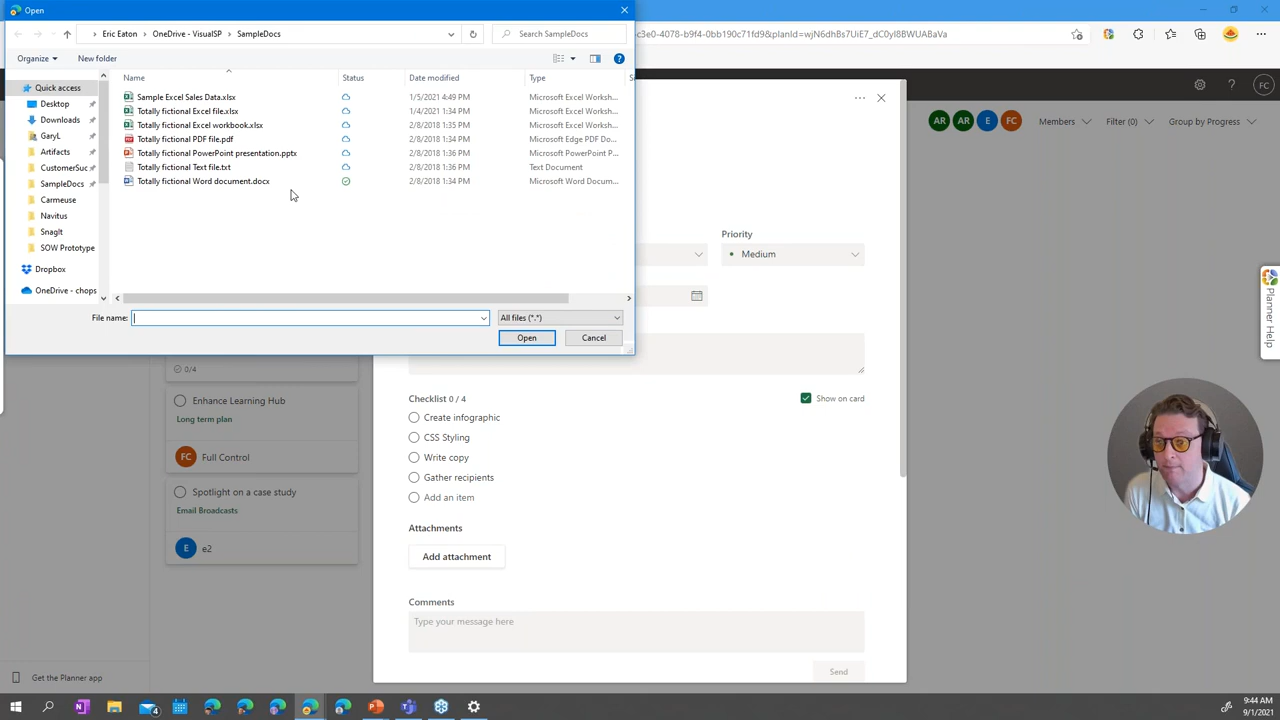 Open
Eric Eaton > OneDrive - VisualSP > SampleDocs
Search SampleDocs
c3e0-4078-b9f4-0bb190c71fd9&planId=wjN6dhBs7UiE7_dC0yI8BWUABaVa
Organize
New folder
Name Status Date modified Type
Quick access
Desktop
Downloads
GaryL
Artifacts
CustomerSuc
SampleDocs
Carmeuse
Navitus
SnagIt
SOW Prototype
Dropbox
OneDrive - chops
Sample Excel Sales Data.xlsx 1/5/2021 4:49 PM Microsoft Excel Worksh...
Totally fictional Excel file.xlsx 1/4/2021 1:34 PM Microsoft Excel Worksh...
Totally fictional Excel workbook.xlsx 2/8/2018 1:35 PM Microsoft Excel Worksh...
Totally fictional PDF file.pdf 2/8/2018 1:34 PM Microsoft Edge PDF Do...
Totally fictional PowerPoint presentation.pptx 2/8/2018 1:36 PM Microsoft PowerPoint P...
Totally fictional Text file.txt 2/8/2018 1:36 PM Text Document
Totally fictional Word document.docx 2/8/2018 1:34 PM Microsoft Word Docum...
File name:
All files (*.*)
Open
Cancel
FC
AR AR E FC Members Filter (0) Group by Progress
Priority
Medium
Planner Help
0/4
Enhance Learning Hub
Long term plan
FC Full Control
Spotlight on a case study
Email Broadcasts
E e2
Checklist 0 / 4
Show on card
Create infographic
CSS Styling
Write copy
Gather recipients
Add an item
Attachments
Add attachment
Comments
Type your message here
Send
Get the Planner app
9:44 AM
9/1/2021